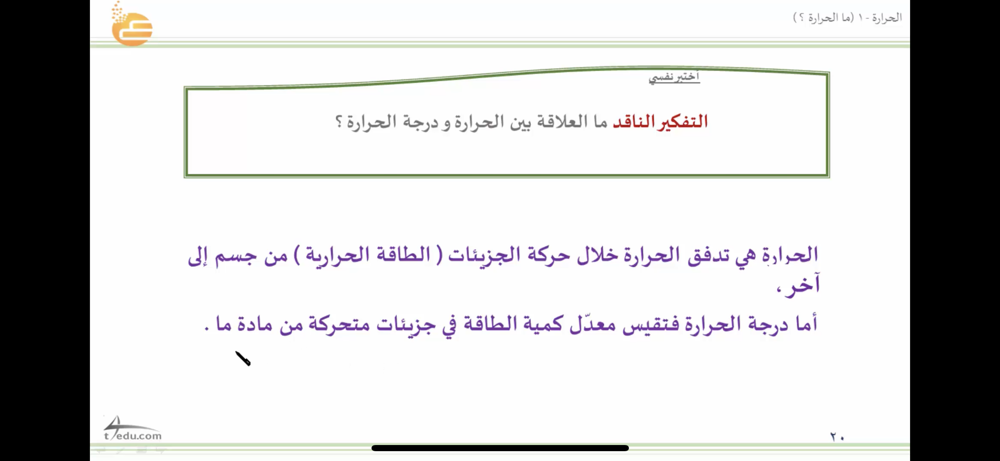 الحرارة - ١ (ما الحرارة ؟)
أختبر نفسي
التفكير الناقد ما العلاقة بين الحرارة و درجة الحرارة ؟
الحرارة هي تدفق الحرارة خلال حركة الجزيئات ( الطاقة الحرارية ) من جسم إلى
آخر ،
أما درجة الحرارة فتقيس معدّل كمية الطاقة في جزيئات متحركة من مادة ما .
t4edu.com
٢٠